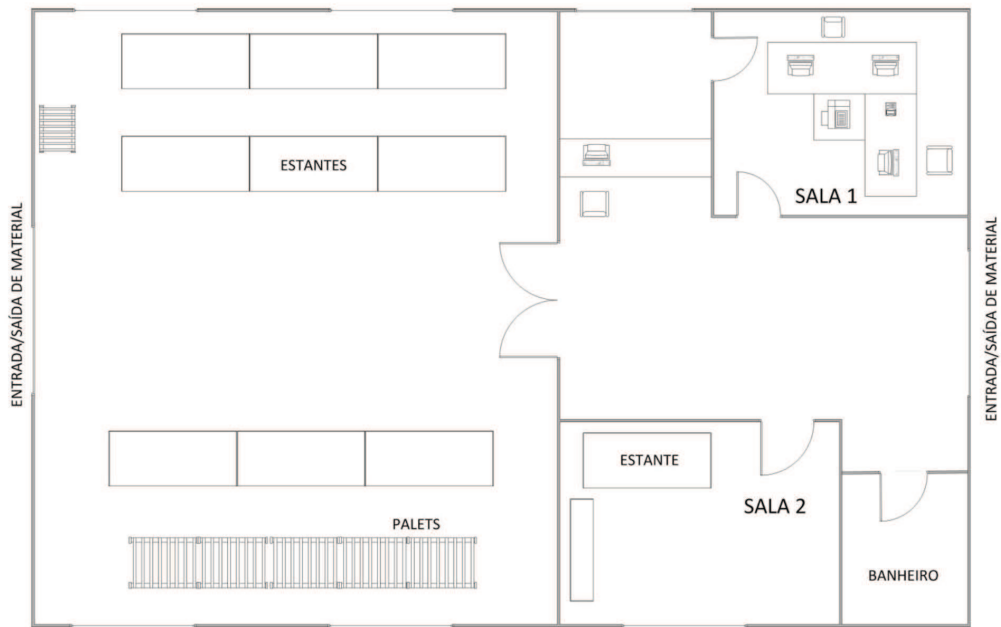 ESTANTES
SALA 1
ENTRADA/SAÍDA DE MATERIAL
ENTRADA/SAÍDA DE MATERIAL
ESTANTE
SALA 2
PALETS
BANHEIRO